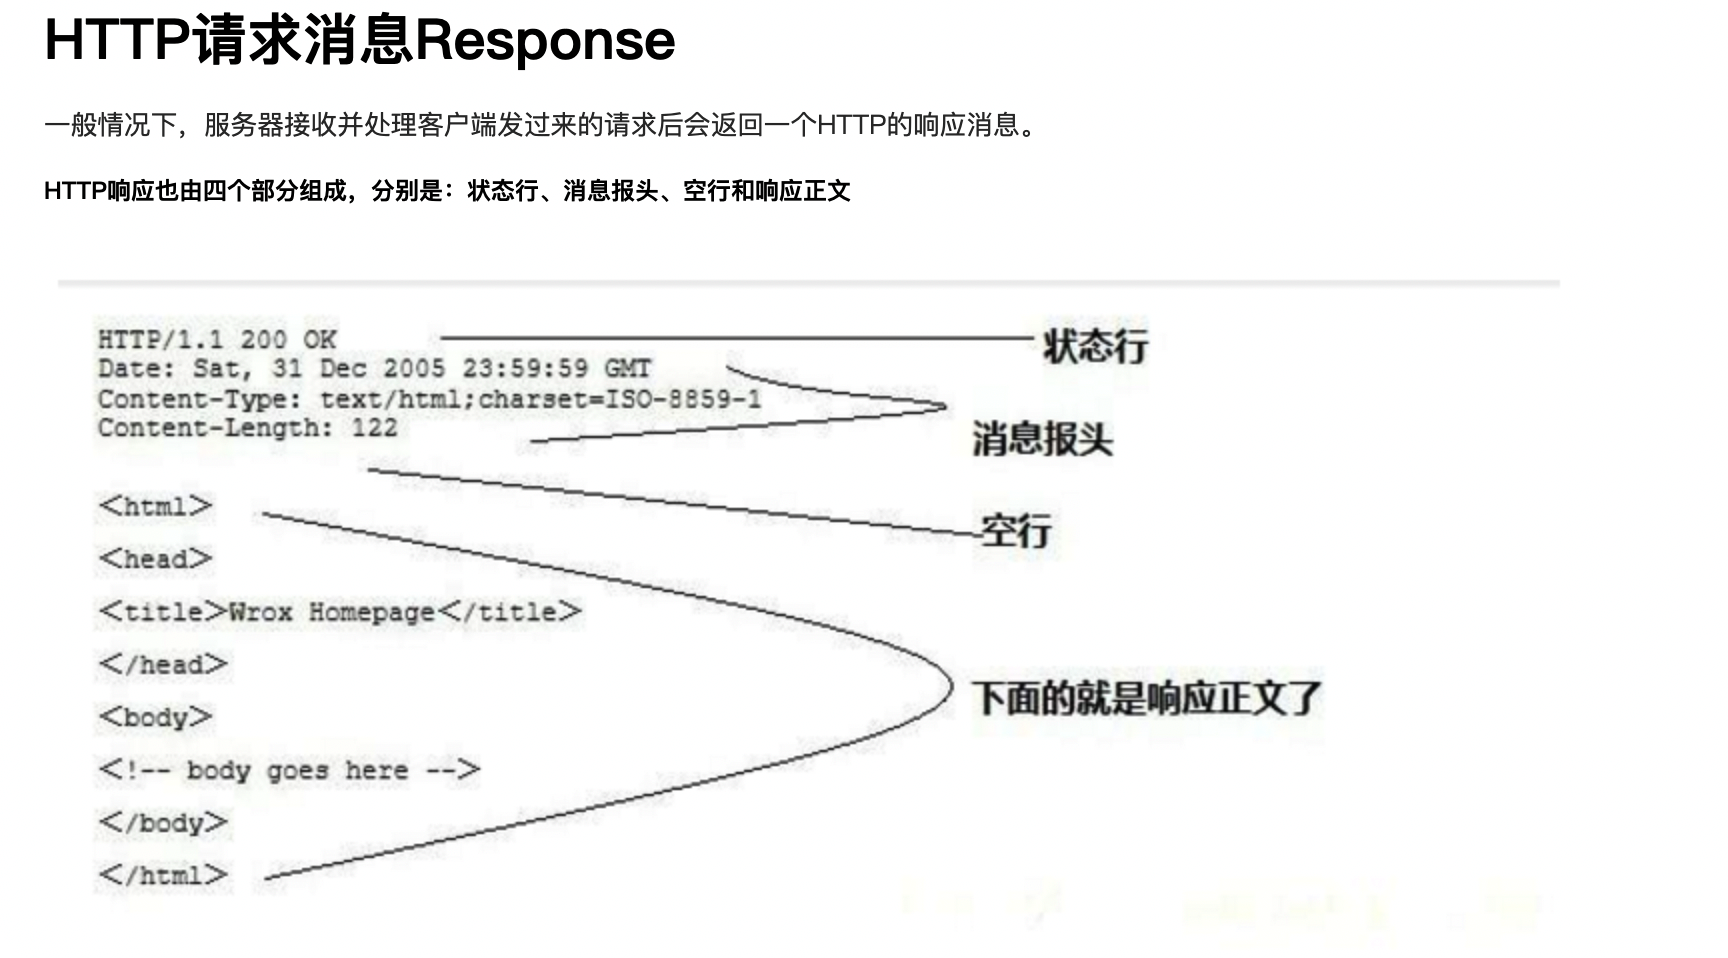 HTTP请求消息Response
一般情况下，服务器接收并处理客户端发过来的请求后会返回一个HTTP的响应消息。
HTTP响应也由四个部分组成，分别是：状态行、消息报头、空行和响应正文
HTTP/1.1 200 OK
状态行
Date: Sat, 31 Dec 2005 23:59:59 GMT
Content-Type: text/html;charset=ISO-8859-1
Content-Length: 122
消息报头
<html>
空行
<head>
<title>Wrox Homepage</title>
</head>
下面的就是响应正文了
<body>
<!-- body goes here -->
</body>
</html>